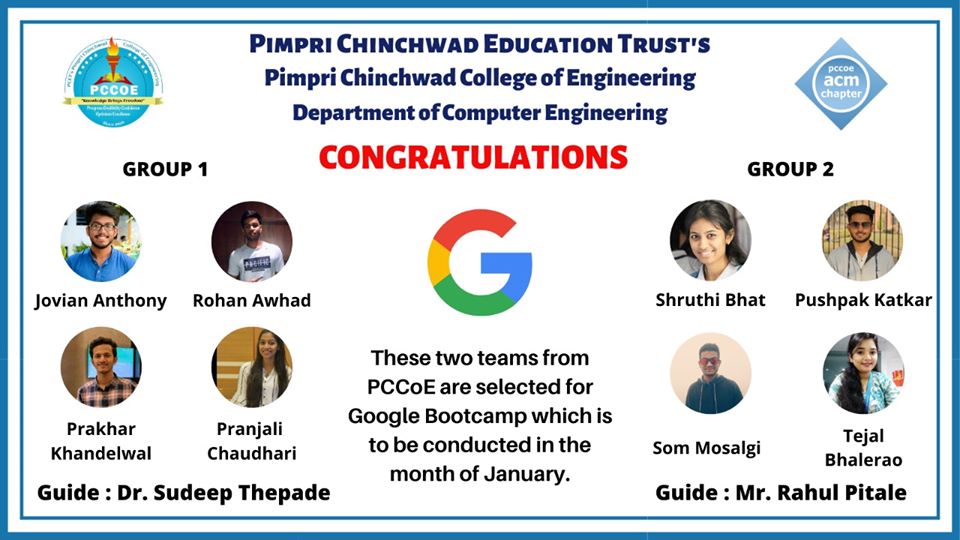 PIMPRI CHINCHWAD EDUCATION TRUST'S
Pimpri Chinchwad College of Engineering
Department of Computer Engineering
PCCOE
"Knowledge Brings Freedom"
pccoe
acm
chapter
CONGRATULATIONS
GROUP 1
Jovian Anthony
Rohan Awhad
Prakhar
Khandelwal
Pranjali
Chaudhari
Guide : Dr. Sudeep Thepade
These two teams from
PCCoE are selected for
Google Bootcamp which is
to be conducted in the
month of January.
GROUP 2
Shruthi Bhat
Pushpak Katkar
Som Mosalgi
Tejal
Bhalerao
Guide : Mr. Rahul Pitale